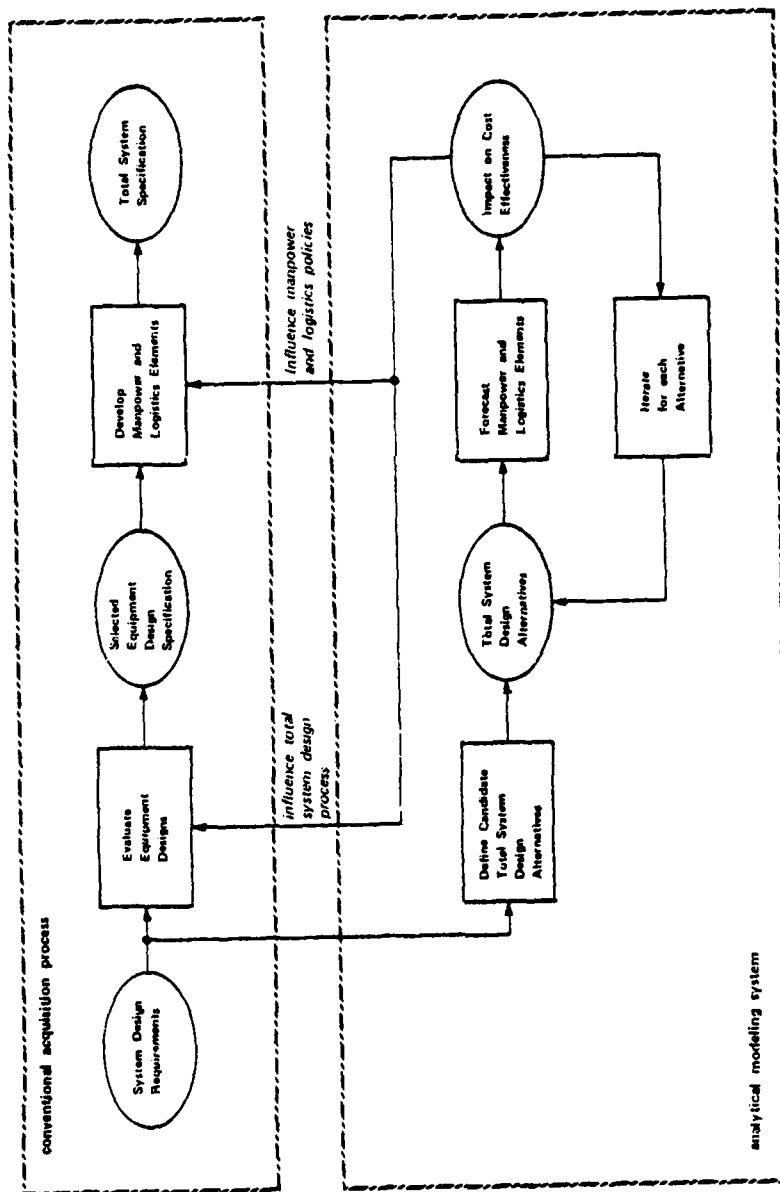 conventional acquisition process
System Design
Requirements
Evaluate
Equipment
Designs
Selected
Equipment
Design
Specification
Develop
Manpower and
Logistics Elements
Total System
Specification
influence total
system design
process
Influence manpower
and logistics policies
Define Candidate
Total System
Design
Alternatives
Total System
Design
Alternatives
Forecast
Manpower and
Logistics Elements
Impact on Cost
Effectiveness
Iterate
for each
Alternative
analytical modeling system